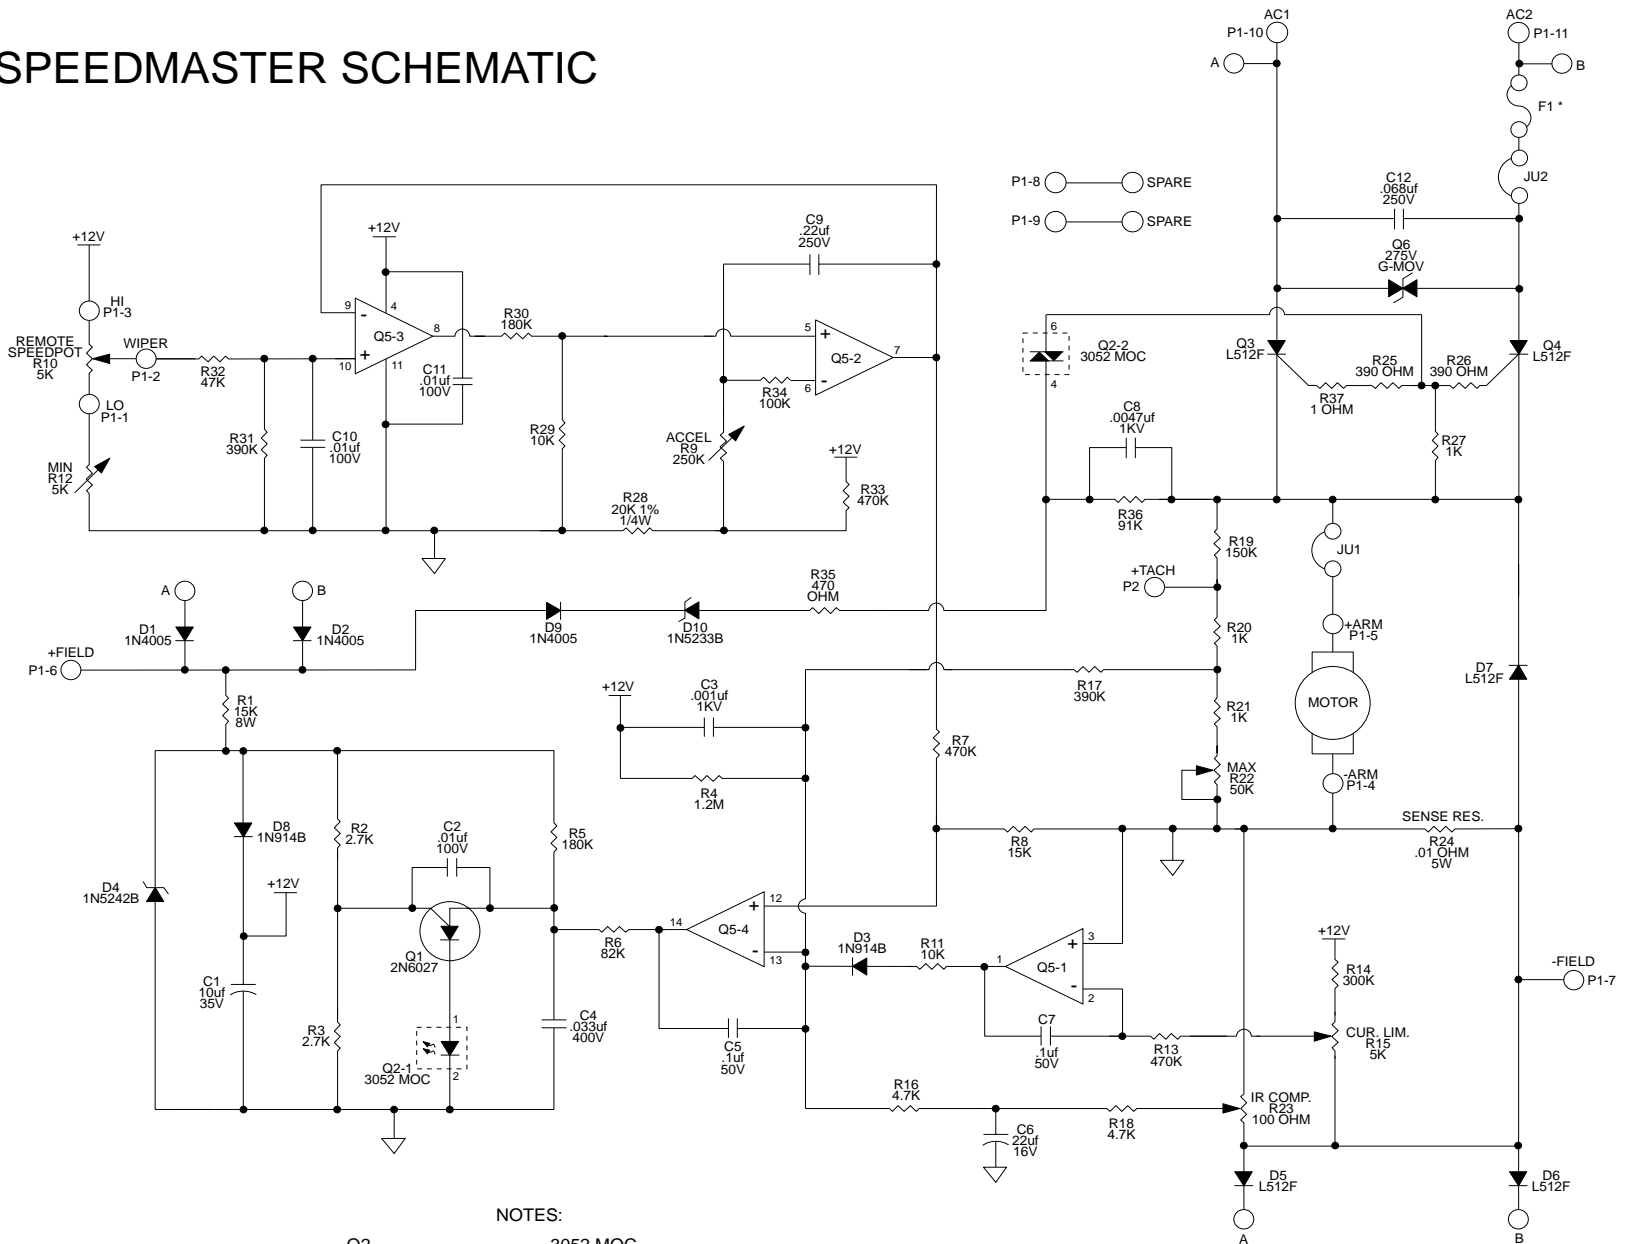 SPEEDMASTER SCHEMATIC
AC1
P1-10
A
AC2
P1-11
B
F1 *
JU2
P1-8
SPARE
P1-9
SPARE
C12
.068uf
250V
Q6
275V
G-MOV
+12V
HI
P1-3
REMOTE
SPEEDPOT
R10
5K
WIPER
P1-2
LO
P1-1
MIN
R12
5K
R32
47K
R31
390K
C10
.01uf
100V
+12V
9
-
4
Q5-3
8
+
10
11
C11
.01uf
100V
R30
180K
R29
10K
C9
.22uf
250V
5
+
Q5-2
7
-
6
R34
100K
ACCEL
R9
250K
R28
20K 1%
1/4W
+12V
R33
470K
6
Q2-2
3052 MOC
4
Q3
L512F
R25
390 OHM
R26
390 OHM
Q4
L512F
R37
1 OHM
R27
1K
C8
.0047uf
1KV
R36
91K
R19
150K
JU1
+TACH
P2
R20
1K
+ARM
P1-5
D7
L512F
MOTOR
R17
390K
R21
1K
MAX
R22
50K
-ARM
P1-4
A
B
D1
1N4005
D2
1N4005
D9
1N4005
D10
1N5233B
R35
470
OHM
+FIELD
P1-6
R1
15K
8W
+12V
C3
.001uf
1KV
R4
1.2M
R7
470K
R8
15K
SENSE RES.
R24
.01 OHM
5W
D8
1N914B
R2
2.7K
C2
.01uf
100V
R5
180K
D4
1N5242B
+12V
Q1
2N6027
C1
10uf
35V
R3
2.7K
1
Q2-1
3052 MOC
2
C4
.033uf
400V
R6
82K
14
Q5-4
+
12
-
13
C5
.1uf
50V
D3
1N914B
R11
10K
1
Q5-1
+
3
-
2
C7
.1uf
50V
R13
470K
+12V
R14
300K
CUR. LIM.
R15
5K
-FIELD
P1-7
R16
4.7K
C6
22uf
16V
R18
4.7K
IR COMP.
R23
100 OHM
D5
L512F
A
D6
L512F
B
NOTES: